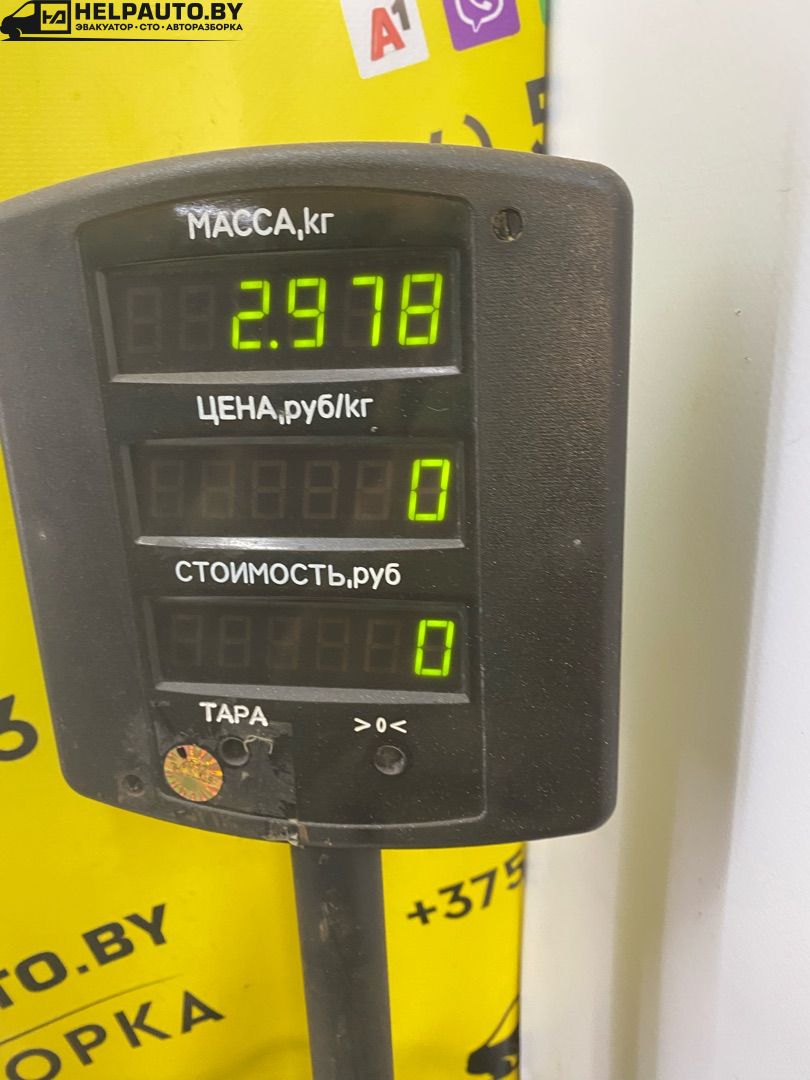 HELPAUTO.BY
ЭВАКУАТОР · СТО · АВТОРАЗБОРКА
A1
МАССА,кг
2.978
ЦЕНА,руб/кг
0
СТОИМОСТЬ,руб
0
ТАРА
>0<
+375
TO.BY
ОРКА